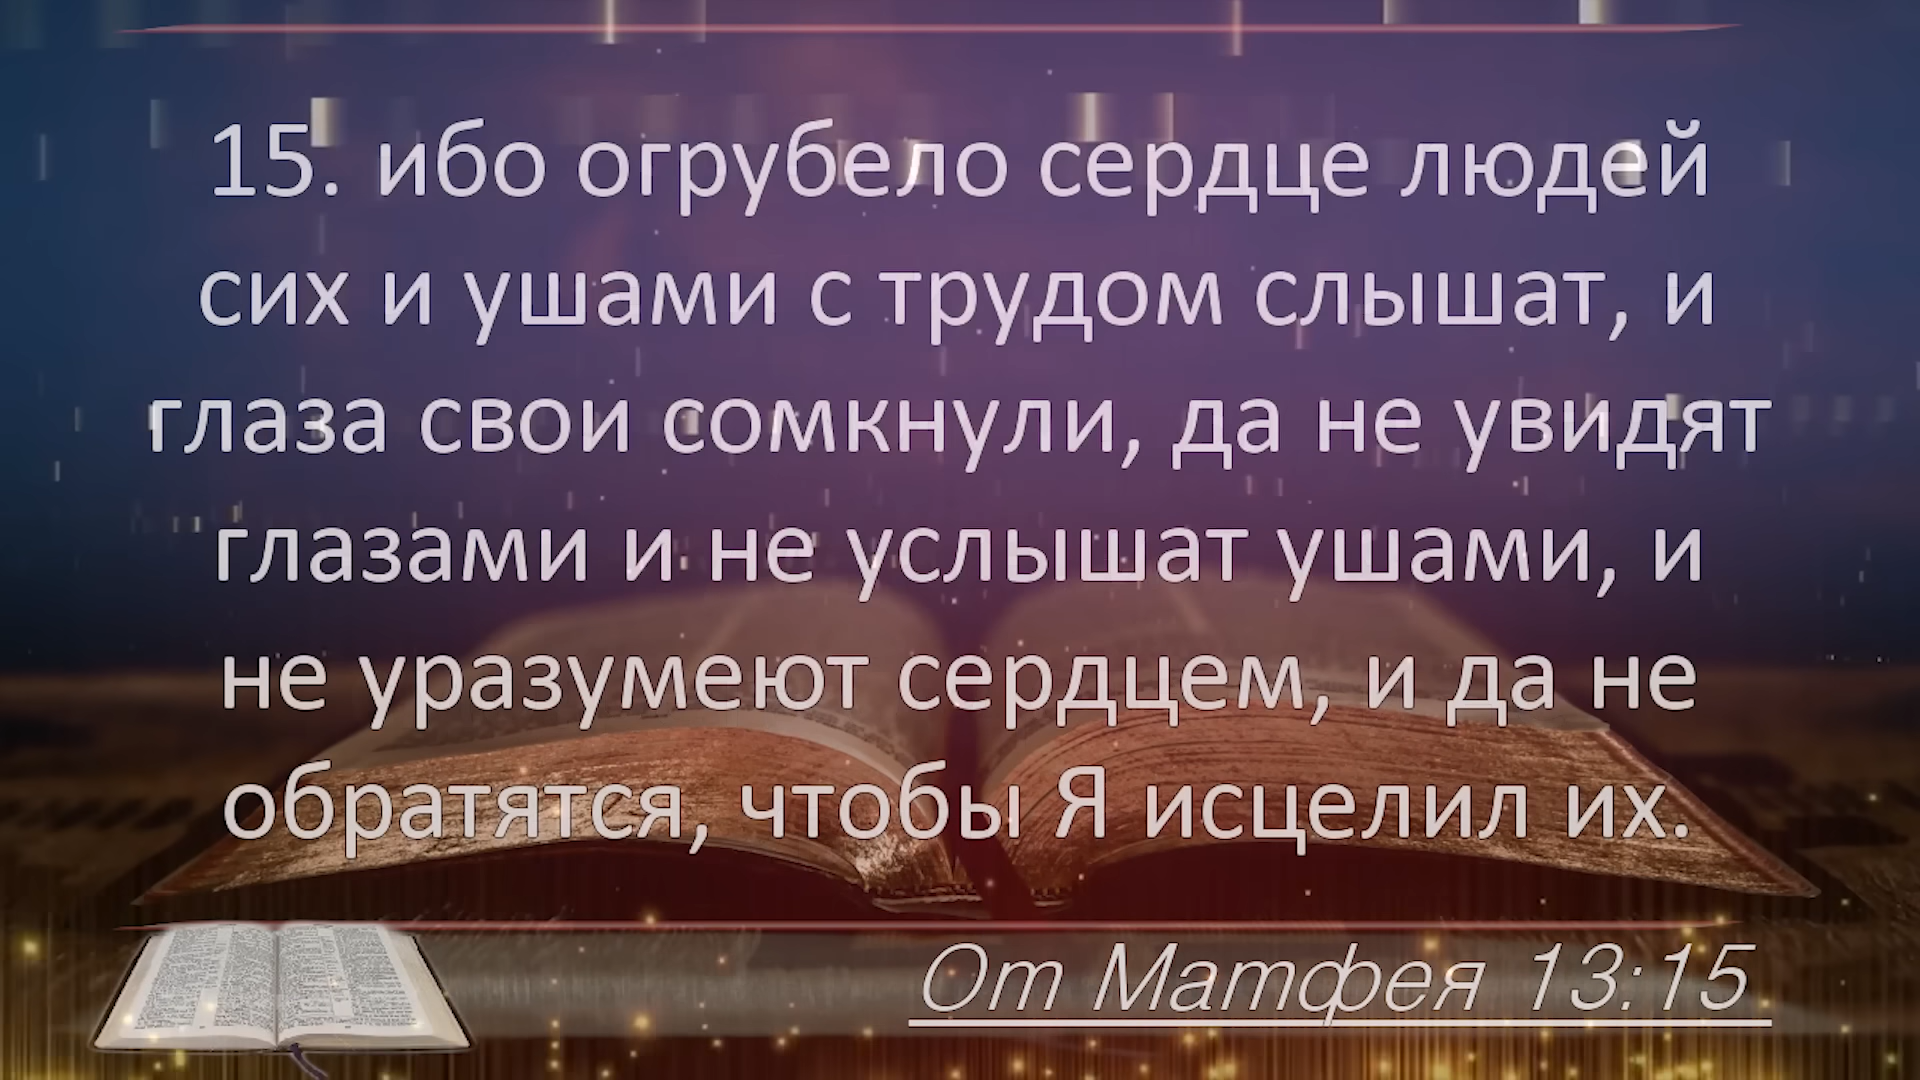 15. ибо огрубело сердце людей
сих и ушами с трудом слышат, и
глаза свои сомкнули, да не увидят
глазами и не услышат ушами, и
не уразумеют сердцем, и да не
обратятся, чтобы Я исцелил их.
От Матфея 13:15